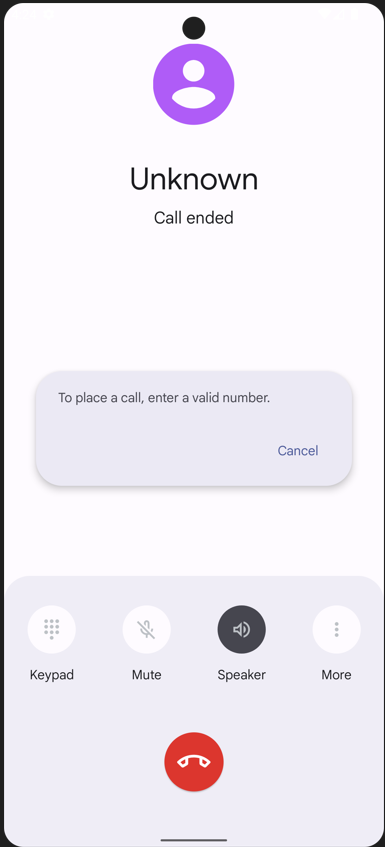 Unknown
Call ended
To place a call, enter a valid number.
Cancel
Keypad
Mute
Speaker
More